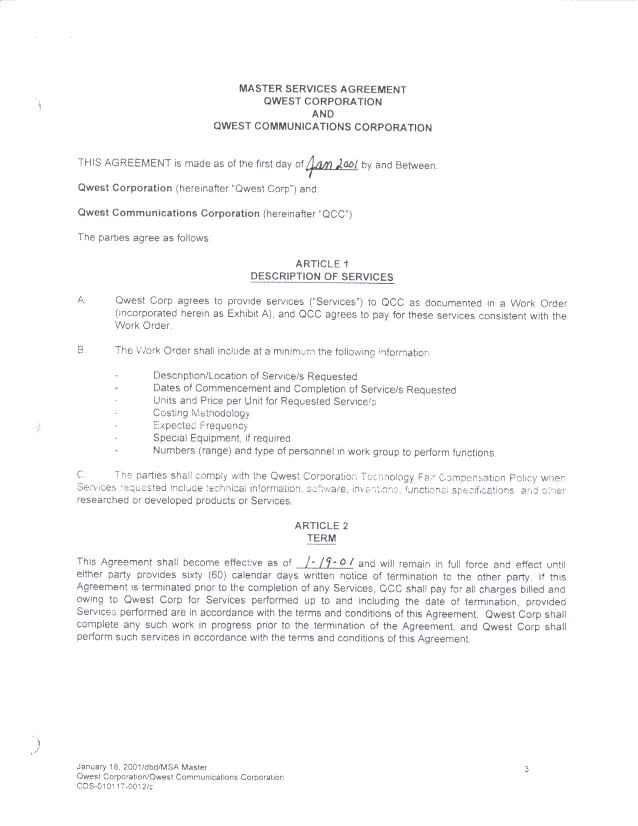 MASTER SERVICES AGREEMENT
QWEST CORPORATION
AND
QWEST COMMUNICATIONS CORPORATION
THIS AGREEMENT is made as of the first day of Jan 2001 by and Between:
Qwest Corporation (hereinafter "Qwest Corp") and:
Qwest Communications Corporation (hereinafter "QCC")
The parties agree as follows:
ARTICLE 1
DESCRIPTION OF SERVICES
A. Qwest Corp agrees to provide services ("Services") to QCC as documented in a Work Order
(incorporated herein as Exhibit A), and QCC agrees to pay for these services consistent with the
Work Order.
B. The Work Order shall include at a minimum the following information:
- Description/Location of Service/s Requested
- Dates of Commencement and Completion of Service/s Requested
- Units and Price per Unit for Requested Service/s
- Costing Methodology
- Expected Frequency
- Special Equipment, if required
- Numbers (range) and type of personnel in work group to perform functions.
C. The parties shall comply with the Qwest Corporation Technology Fair Compensation Policy when
Services requested include technical information, software, inventions, functional specifications and other
researched or developed products or Services.
ARTICLE 2
TERM
This Agreement shall become effective as of 1-19-01 and will remain in full force and effect until
either party provides sixty (60) calendar days written notice of termination to the other party. If this
Agreement is terminated prior to the completion of any Services, QCC shall pay for all charges billed and
owing to Qwest Corp for Services performed up to and including the date of termination, provided
Services performed are in accordance with the terms and conditions of this Agreement. Qwest Corp shall
complete any such work in progress prior to the termination of the Agreement, and Qwest Corp shall
perform such services in accordance with the terms and conditions of this Agreement.
January 18, 2001/dbd/MSA Master
Qwest Corporation/Qwest Communications Corporation
CDS-010117-0012/c
3